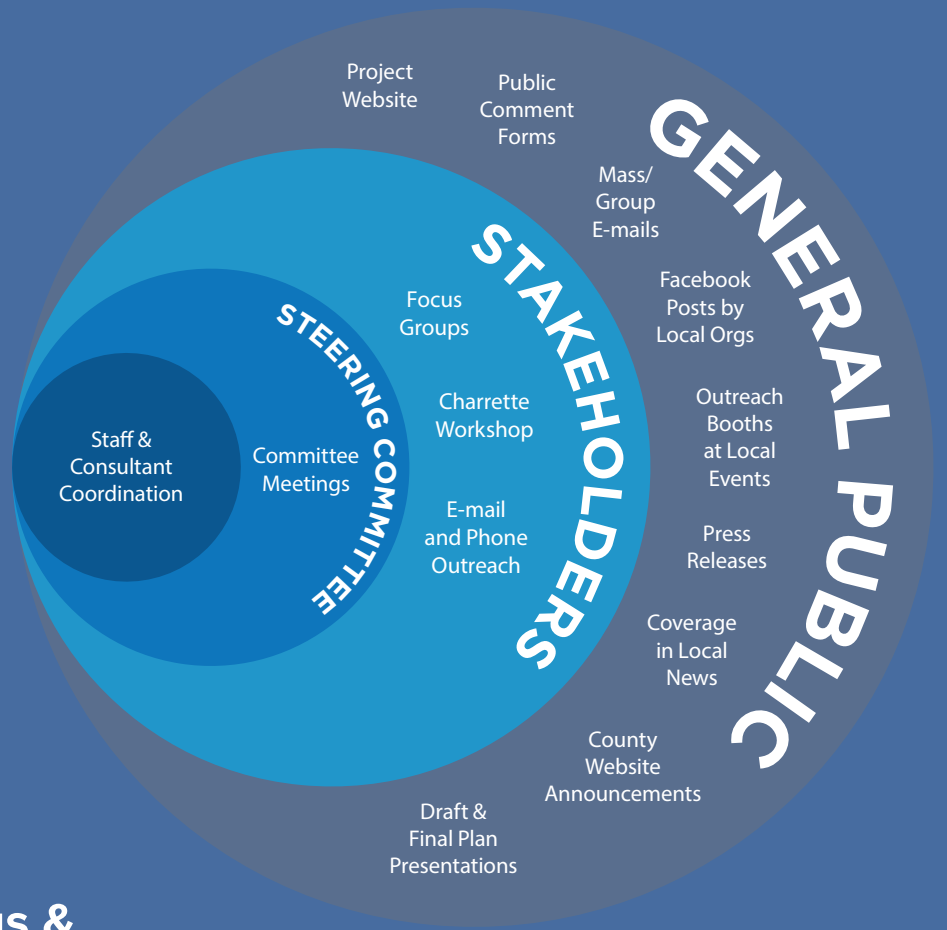 Project
Website
Public
Comment
Forms
Mass/
Group
E-mails
Facebook
Posts by
Local Orgs
Outreach
Booths
at Local
Events
Press
Releases
Coverage
in Local
News
County
Website
Announcements
Draft &
Final Plan
Presentations
GENERAL PUBLIC
Focus
Groups
Charrette
Workshop
E-mail
and Phone
Outreach
STAKEHOLDERS
Committee
Meetings
STEERING COMMITTEE
Staff &
Consultant
Coordination
&